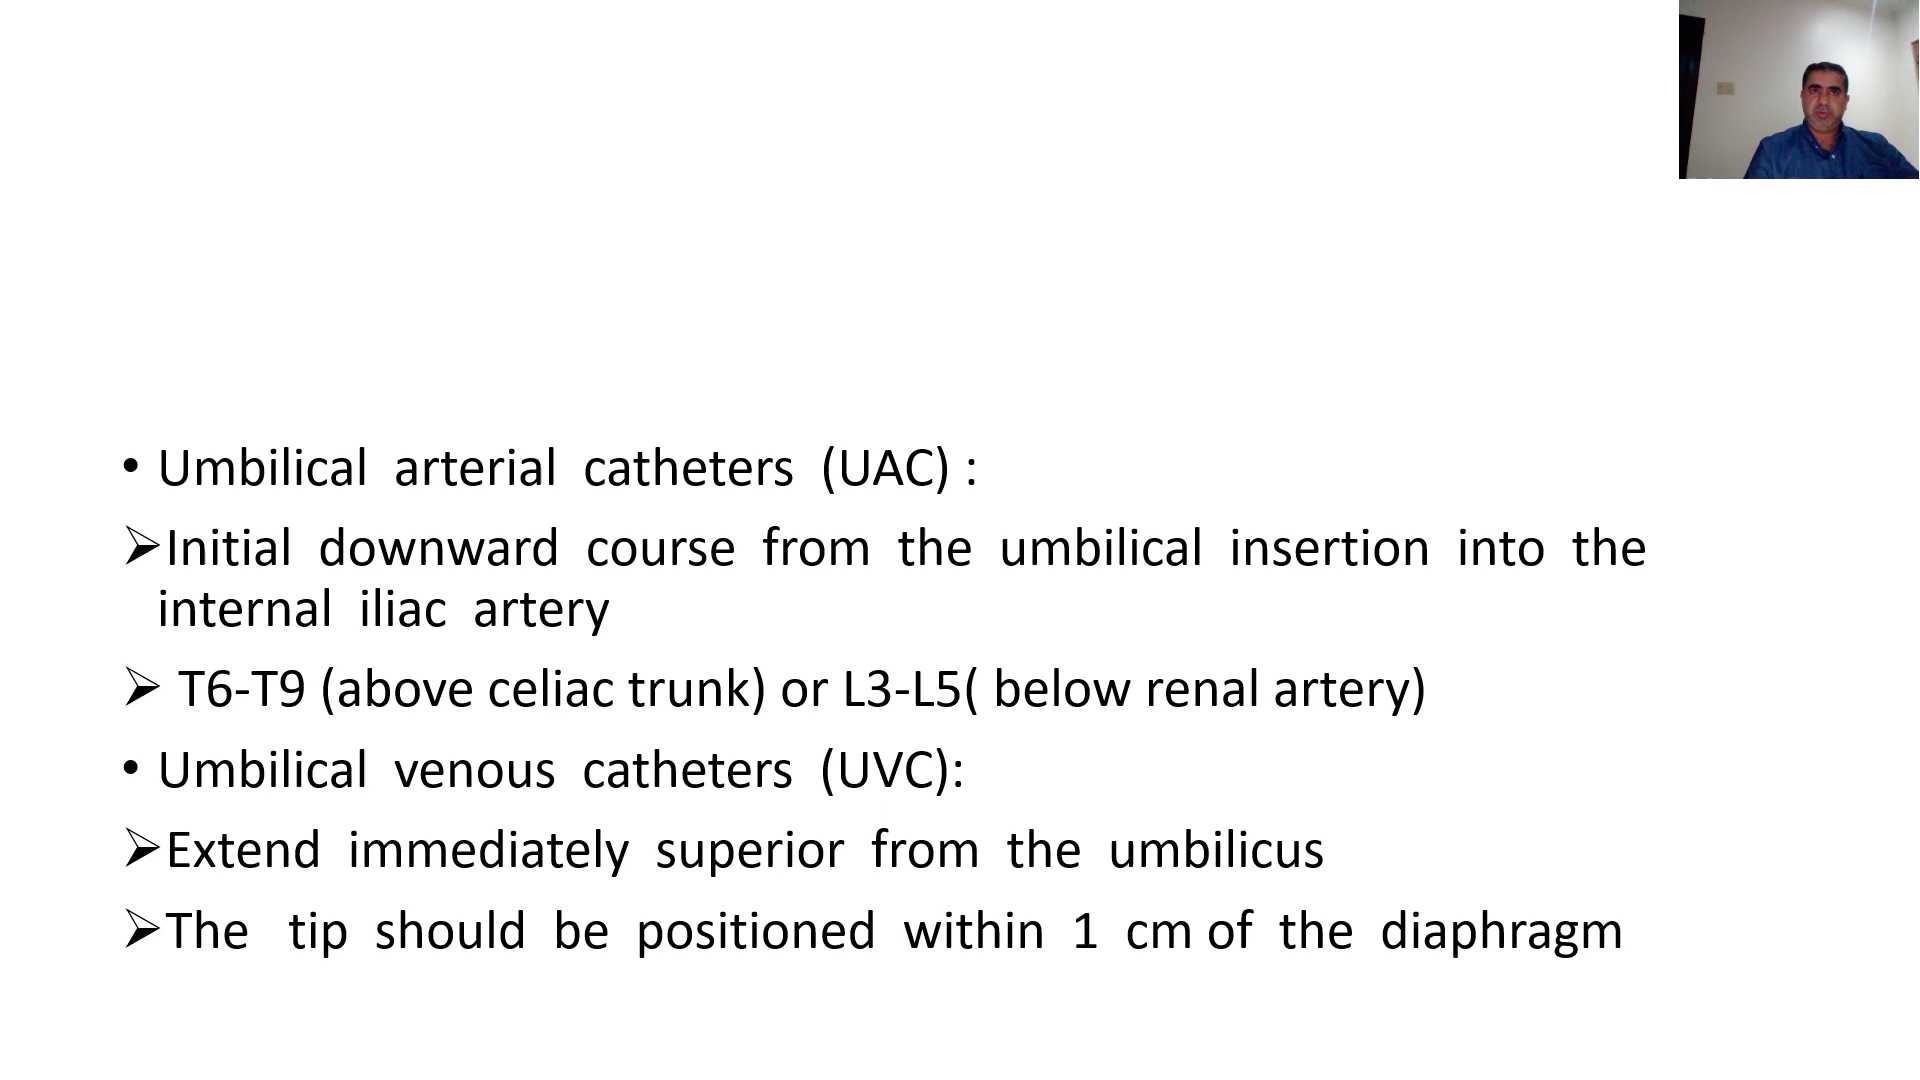 • Umbilical arterial catheters (UAC) :
➢Initial downward course from the umbilical insertion into the
internal iliac artery
➢ T6-T9 (above celiac trunk) or L3-L5( below renal artery)
• Umbilical venous catheters (UVC):
➢Extend immediately superior from the umbilicus
➢The tip should be positioned within 1 cm of the diaphragm